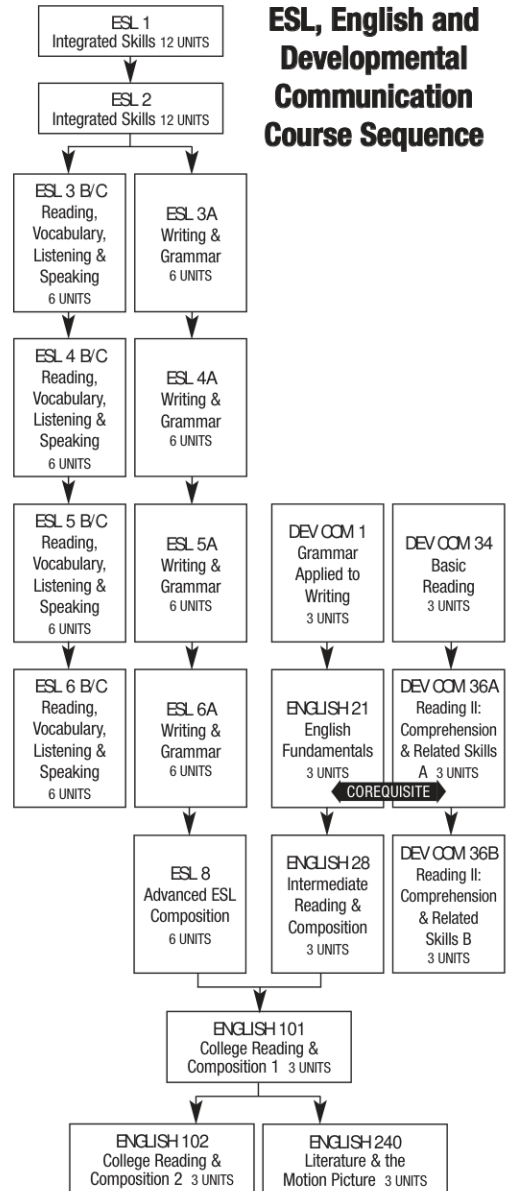 ESL, English and
Developmental
Communication
Course Sequence
ESL 1
Integrated Skills 12 UNITS
ESL 2
Integrated Skills 12 UNITS
ESL 3 B/C
Reading,
Vocabulary,
Listening &
Speaking
6 UNITS
ESL 3A
Writing &
Grammar
6 UNITS
ESL 4 B/C
Reading,
Vocabulary,
Listening &
Speaking
6 UNITS
ESL 4A
Writing &
Grammar
6 UNITS
ESL 5 B/C
Reading,
Vocabulary,
Listening &
Speaking
6 UNITS
ESL 5A
Writing &
Grammar
6 UNITS
DEV COM 1
Grammar
Applied to
Writing
3 UNITS
DEV COM 34
Basic
Reading
3 UNITS
ESL 6 B/C
Reading,
Vocabulary,
Listening &
Speaking
6 UNITS
ESL 6A
Writing &
Grammar
6 UNITS
ENGLISH 21
English
Fundamentals
3 UNITS
DEV COM 36A
Reading II:
Comprehension
& Related Skills
A 3 UNITS
COREQUISITE
ESL 8
Advanced ESL
Composition
6 UNITS
ENGLISH 28
Intermediate
Reading &
Composition
3 UNITS
DEV COM 36B
Reading II:
Comprehension
& Related
Skills B
3 UNITS
ENGLISH 101
College Reading &
Composition 1 3 UNITS
ENGLISH 102
College Reading &
Composition 2 3 UNITS
ENGLISH 240
Literature & the
Motion Picture 3 UNITS